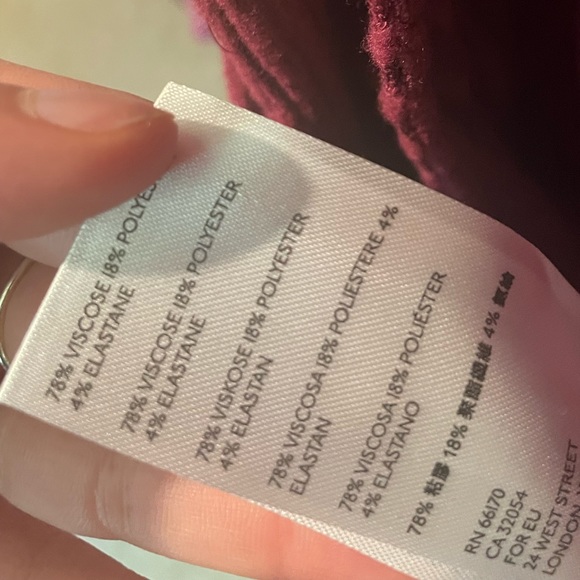 78% VISCOSE 18% POLYES
4% ELASTANE
78% VISCOSE 18% POLYESTER
4% ELASTANE
78% VISKOSE 18% POLYESTER
4% ELASTAN
78% VISCOSA 18% POLIESTERE 4%
ELASTAN
78% VISCOSA 18% POLIÉSTER
4% ELASTANO
78% 粘膠 18% 聚脂纖維 4% 氨綸
RN 66170
CA 32054
FOR EU
24 WEST STREET
LONDON